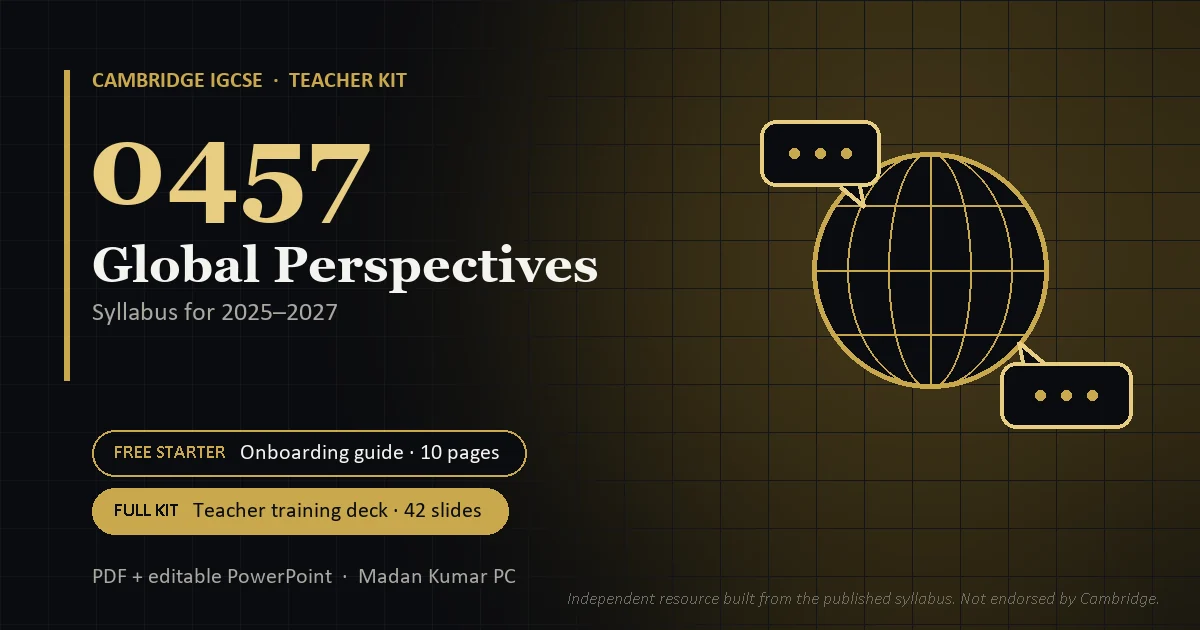 CAMBRIDGE IGCSE · TEACHER KIT
0457
Global Perspectives
Syllabus for 2025–2027
FREE STARTER Onboarding guide · 10 pages
FULL KIT Teacher training deck · 42 slides
PDF + editable PowerPoint · Madan Kumar PC
Independent resource built from the published syllabus. Not endorsed by Cambridge.